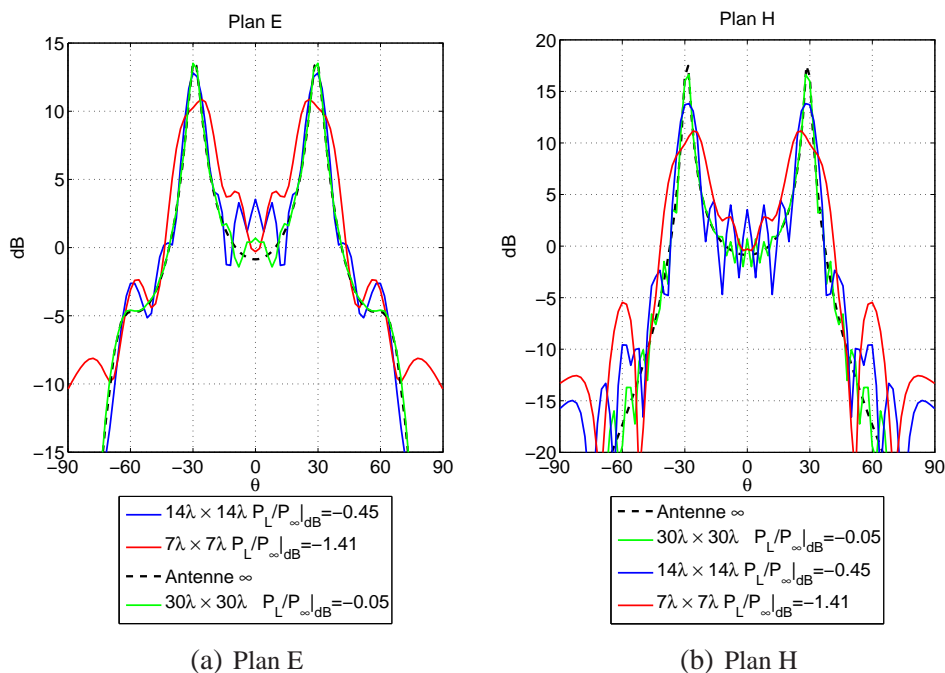 Plan E
15
10
5
0
−5
−10
−15
dB
−90 −60 −30 0 30 60 90
θ
14λ × 14λ P_L/P_∞|_dB=−0.45
7λ × 7λ P_L/P_∞|_dB=−1.41
Antenne ∞
30λ × 30λ P_L/P_∞|_dB=−0.05
(a) Plan E
Plan H
20
15
10
5
0
−5
−10
−15
−20
dB
−90 −60 −30 0 30 60 90
θ
Antenne ∞
30λ × 30λ P_L/P_∞|_dB=−0.05
14λ × 14λ P_L/P_∞|_dB=−0.45
7λ × 7λ P_L/P_∞|_dB=−1.41
(b) Plan H